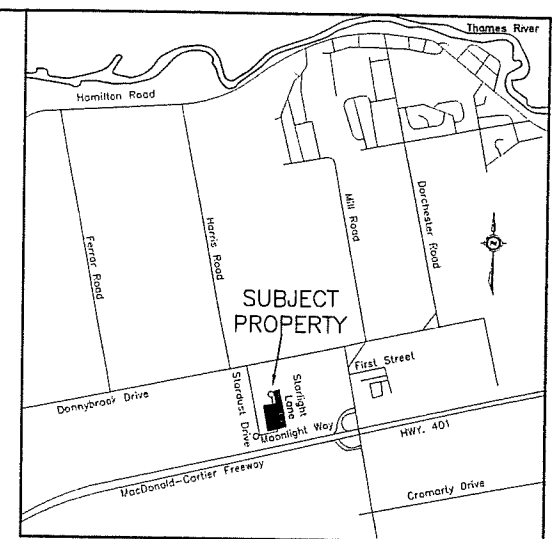 Thames River
Hamilton Road
Ferrar Road
Harris Road
Mill Road
Dorchester Road
N
SUBJECT
PROPERTY
First Street
Donnybrook Drive
Stardust Drive
Starlight
Lane
Moonlight Way
HWY. 401
MacDonald-Cartier Freeway
Cromarty Drive